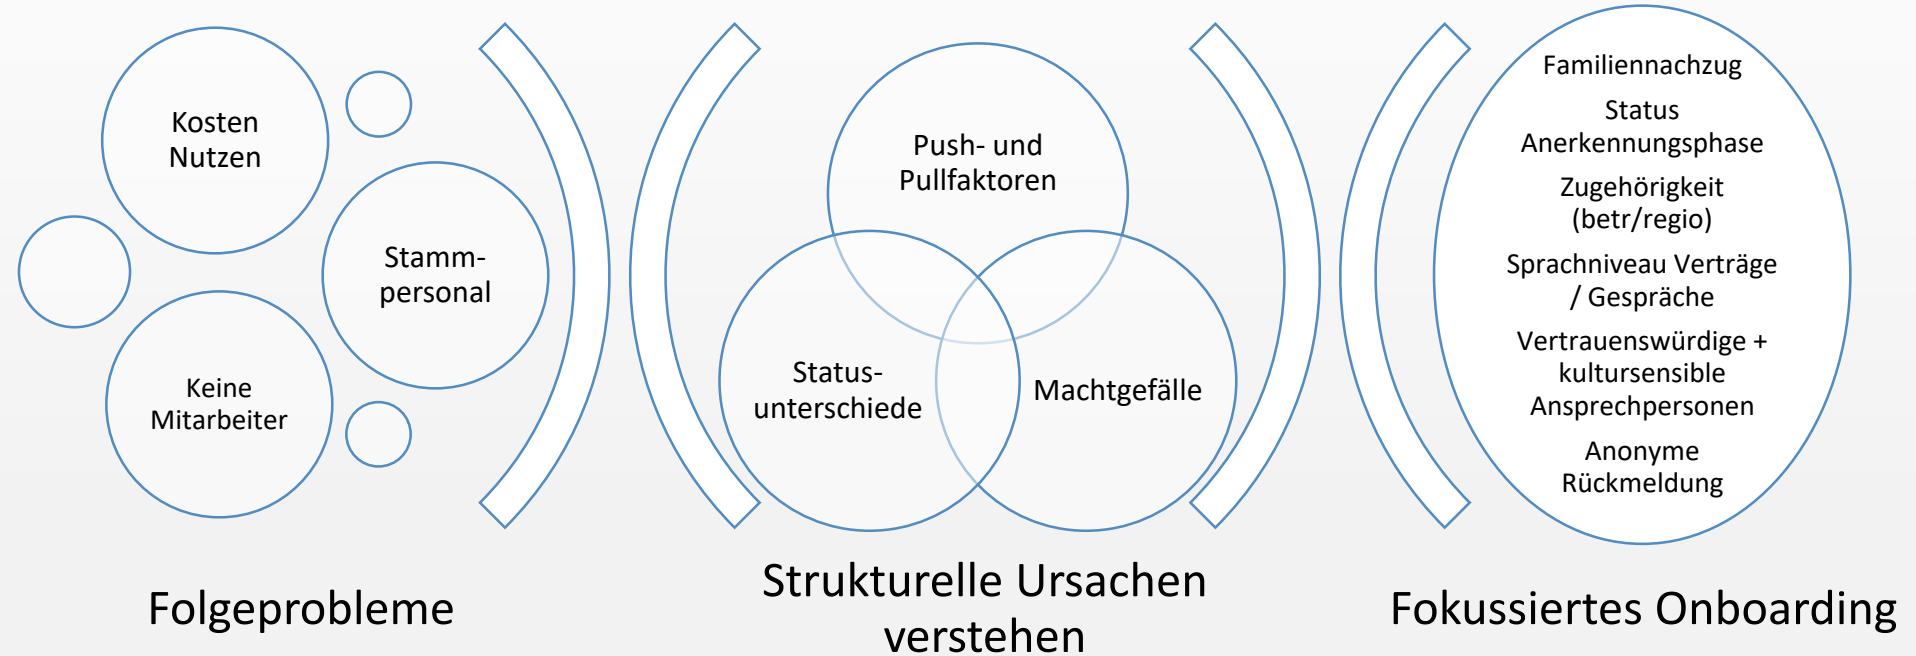 Kosten
Nutzen
Stamm-
personal
Keine
Mitarbeiter
Folgeprobleme
Push- und
Pullfaktoren
Status-
unterschiede
Machtgefälle
Strukturelle Ursachen
verstehen
Familiennachzug
Status
Anerkennungsphase
Zugehörigkeit
(betr/regio)
Sprachniveau Verträge
/ Gespräche
Vertrauenswürdige +
kultursensible
Ansprechpersonen
Anonyme
Rückmeldung
Fokussiertes Onboarding